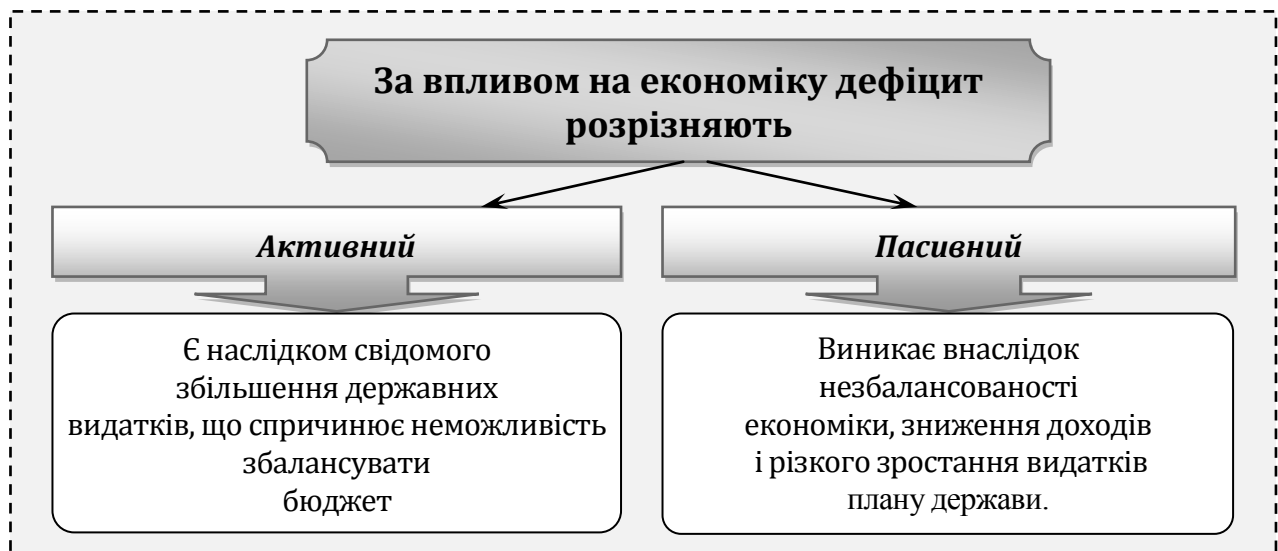 За впливом на економіку дефіцит
розрізняють
Активний
Пасивний
Є наслідком свідомого
збільшення державних
видатків, що спричинює неможливість
збалансувати
бюджет
Виникає внаслідок
незбалансованості
економіки, зниження доходів
і різкого зростання видатків
плану держави.